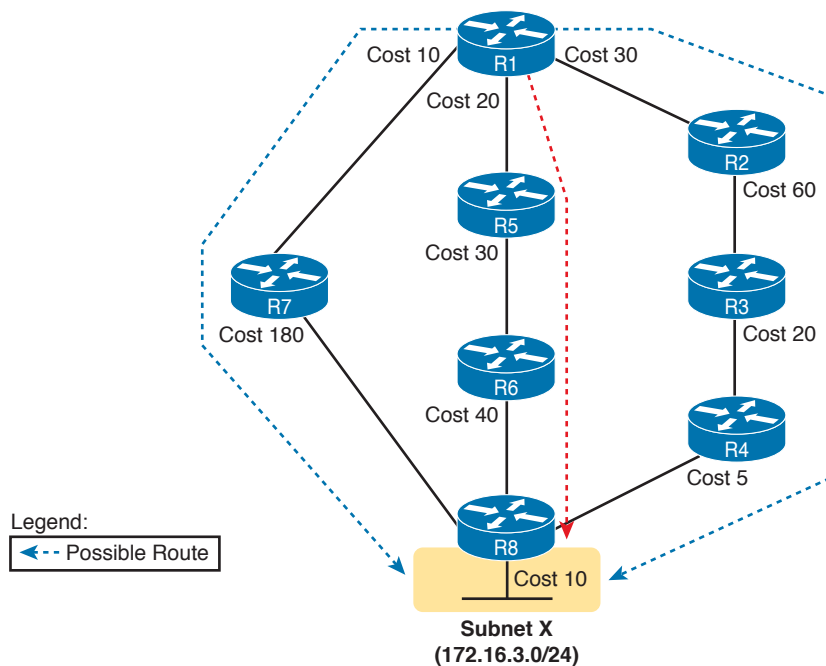 R1
Cost 10
Cost 30
Cost 20
R2
Cost 60
R5
Cost 30
R7
Cost 180
R3
Cost 20
R6
Cost 40
R4
Cost 5
R8
Cost 10
Legend:
Possible Route
Subnet X
(172.16.3.0/24)